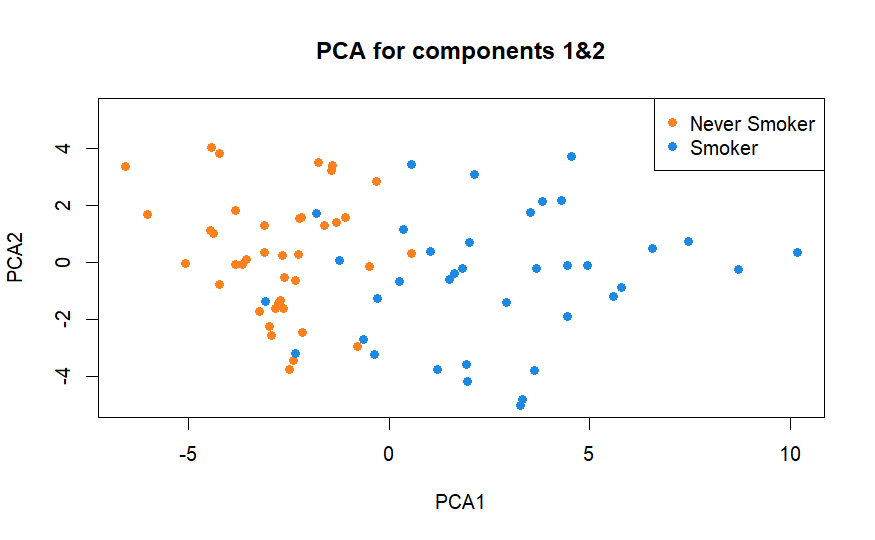 PCA for components 1&2
Never Smoker
Smoker
4
2
0
-2
-4
PCA2
-5
0
5
10
PCA1